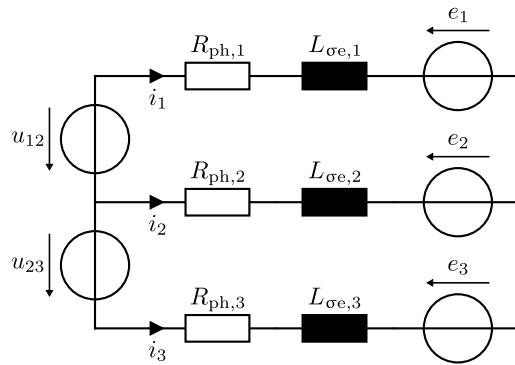 R_ph,1 L_σe,1 e_1
i_1
u_12
R_ph,2 L_σe,2 e_2
i_2
u_23
R_ph,3 L_σe,3 e_3
i_3